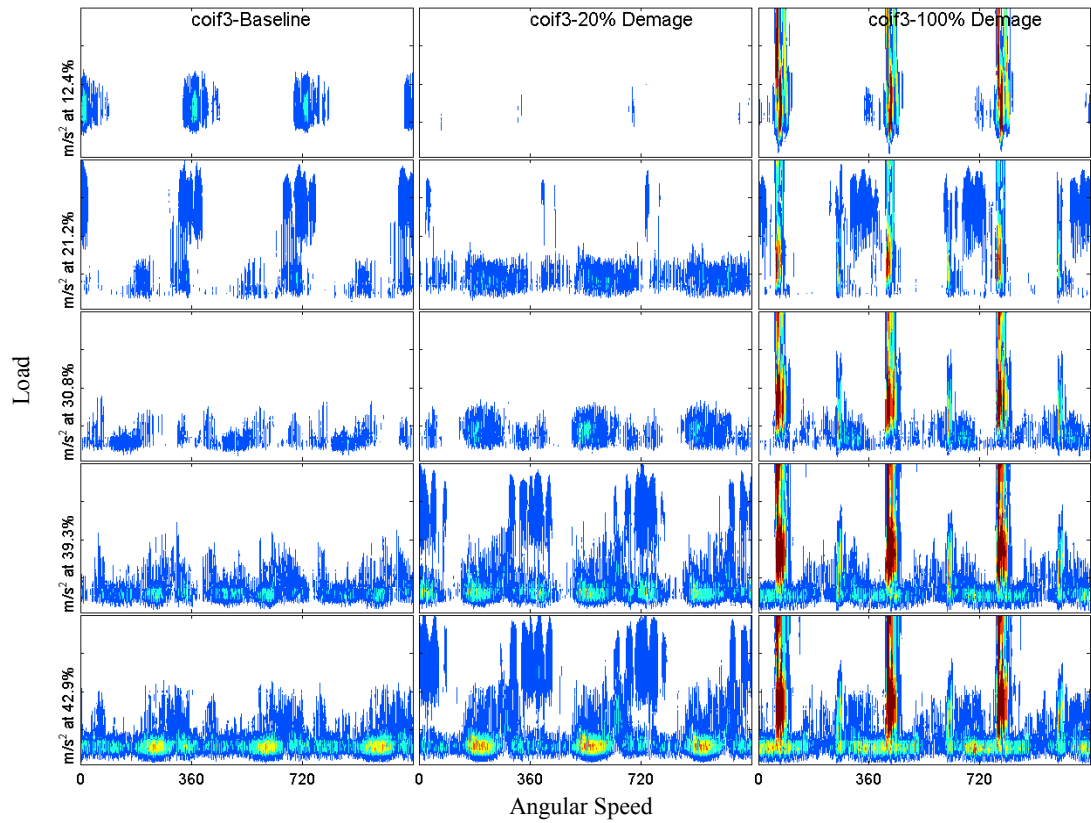 coif3-Baseline
coif3-20% Demage
coif3-100% Demage
Load
m/s² at 12.4%
m/s² at 21.2%
m/s² at 30.8%
m/s² at 39.3%
m/s² at 42.9%
0 360 720 0 360 720 0 360 720
Angular Speed